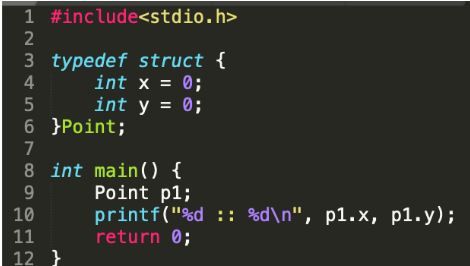 1 #include<stdio.h>
2
3 typedef struct {
4     int x = 0;
5     int y = 0;
6 }Point;
7
8 int main() {
9     Point p1;
10     printf("%d :: %d\n", p1.x, p1.y);
11     return 0;
12 }